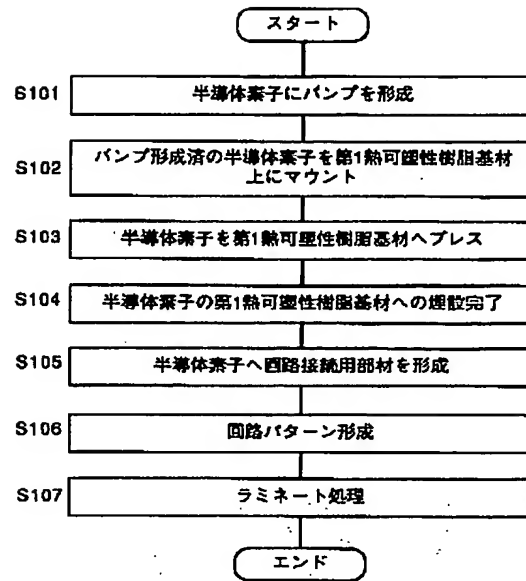 スタート
S101 半導体素子にバンプを形成
S102 バンプ形成済の半導体素子を第1熱可塑性樹脂基材
上にマウント
S103 半導体素子を第1熱可塑性樹脂基材へプレス
S104 半導体素子の第1熱可塑性樹脂基材への埋設完了
S105 半導体素子へ回路接続用部材を形成
S106 回路パターン形成
S107 ラミネート処理
エンド